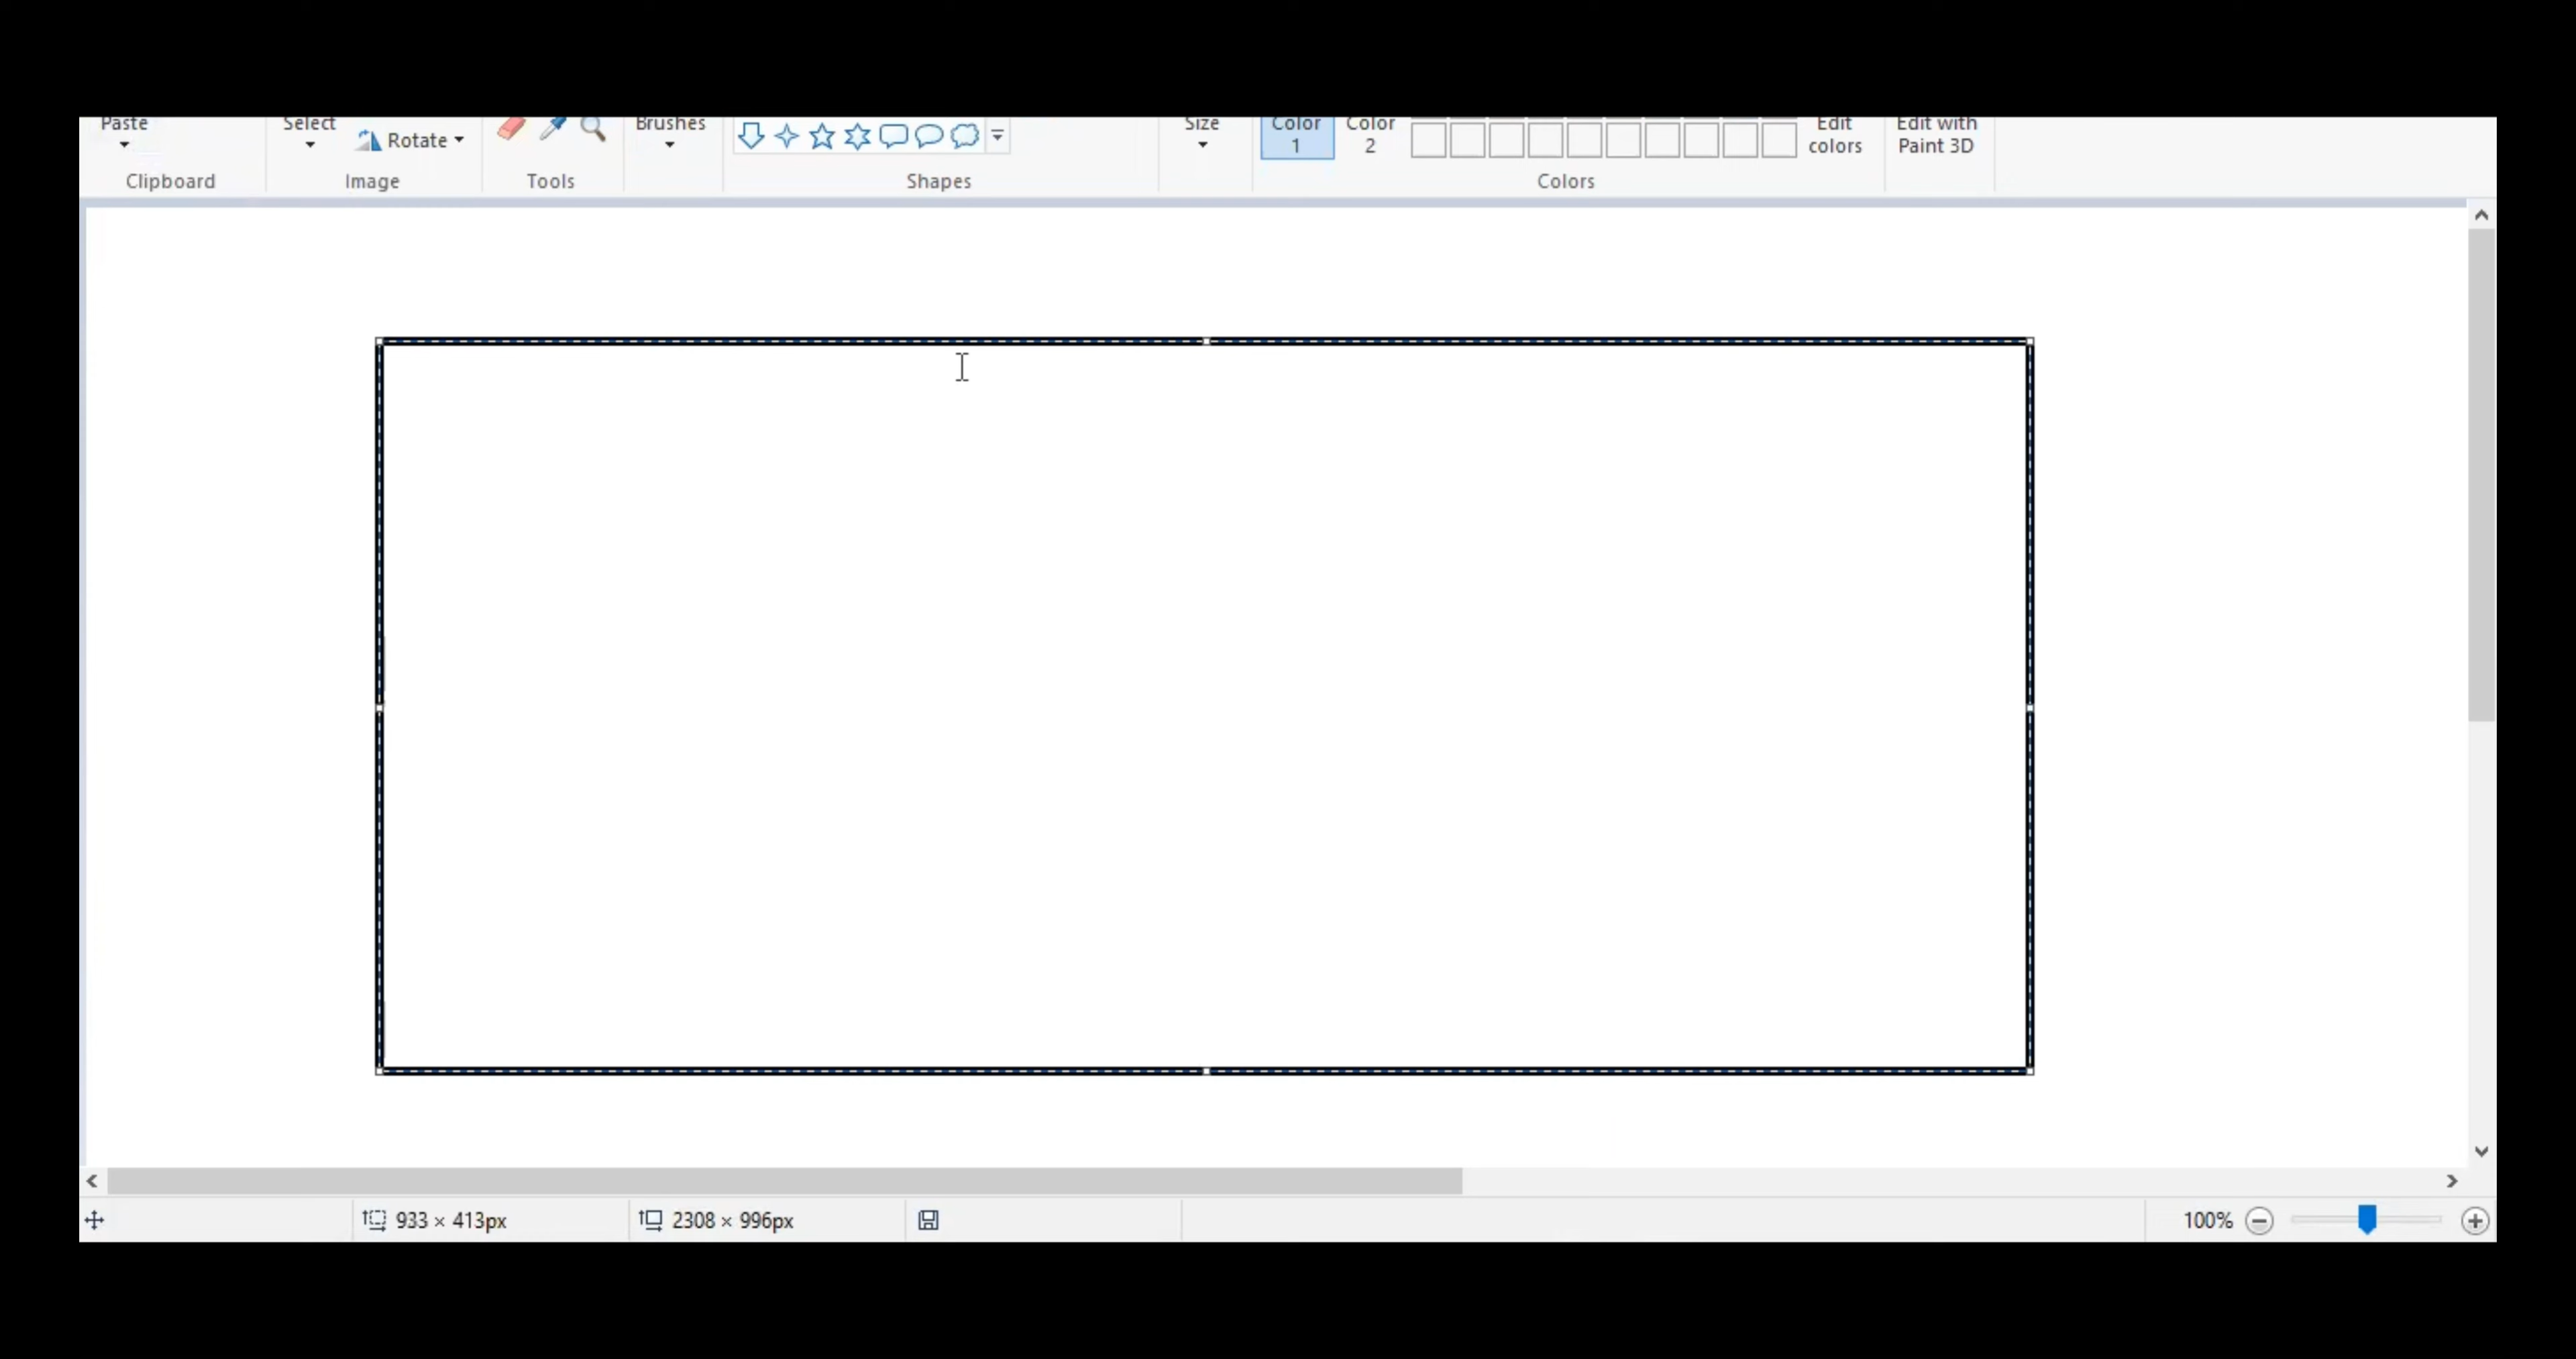 Paste Select Rotate Brushes Size Color 1 Color 2 Edit colors Edit with Paint 3D
Clipboard Image Tools Shapes Colors
933 × 413px 2308 × 996px 100%